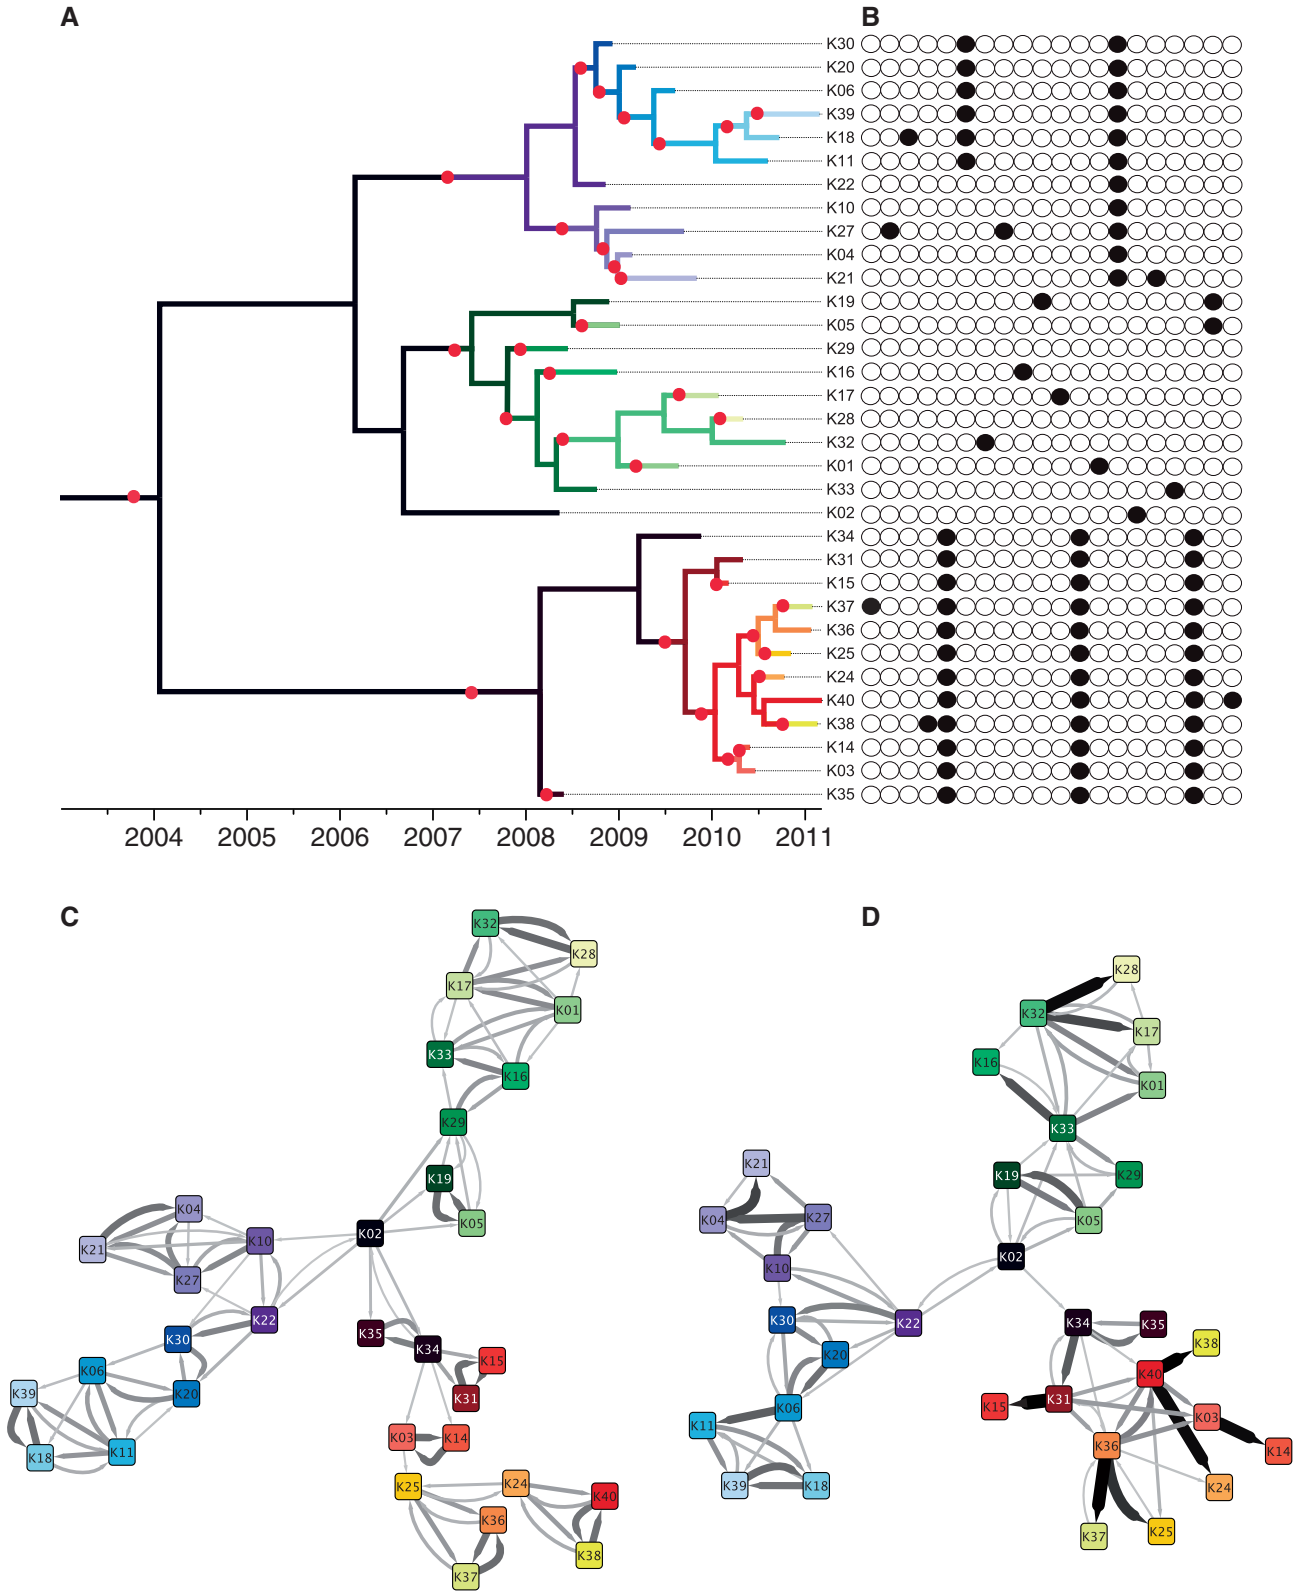 A B
K30
K20
K06
K39
K18
K11
K22
K10
K27
K04
K21
K19
K05
K29
K16
K17
K28
K32
K01
K33
K02
K34
K31
K15
K37
K36
K25
K24
K40
K38
K14
K03
K35
2004 2005 2006 2007 2008 2009 2010 2011
C
K32
K28
K17
K01
K33
K16
K29
K19
K05
K02
K04
K21
K10
K27
K22
K30
K06
K20
K39
K18
K11
K35
K34
K15
K31
K03
K14
K25
K24
K40
K36
K38
K37
D
K28
K32
K17
K16
K01
K33
K19
K29
K05
K02
K21
K04
K27
K10
K30
K22
K20
K06
K11
K39
K18
K34
K35
K38
K40
K31
K15
K03
K36
K14
K24
K37
K25